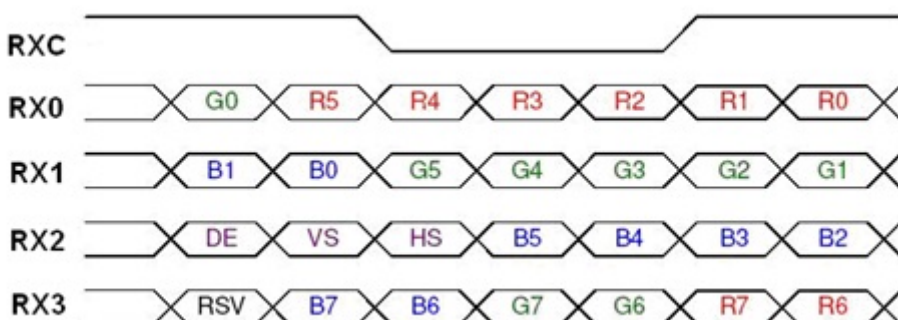 RXC
RX0 G0 R5 R4 R3 R2 R1 R0
RX1 B1 B0 G5 G4 G3 G2 G1
RX2 DE VS HS B5 B4 B3 B2
RX3 RSV B7 B6 G7 G6 R7 R6